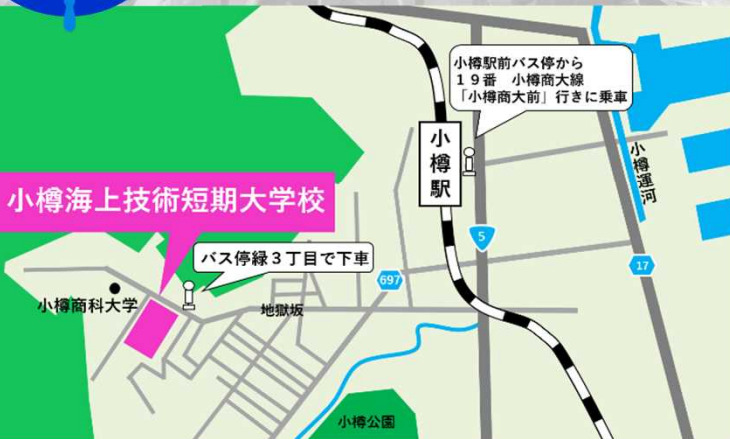 小樽駅前バス停から
19番　小樽商大線
「小樽商大前」行きに乗車
小樽駅
小樽運河
小樽海上技術短期大学校
5
バス停緑3丁目で下車
17
697
小樽商科大学
地獄坂
小樽公園